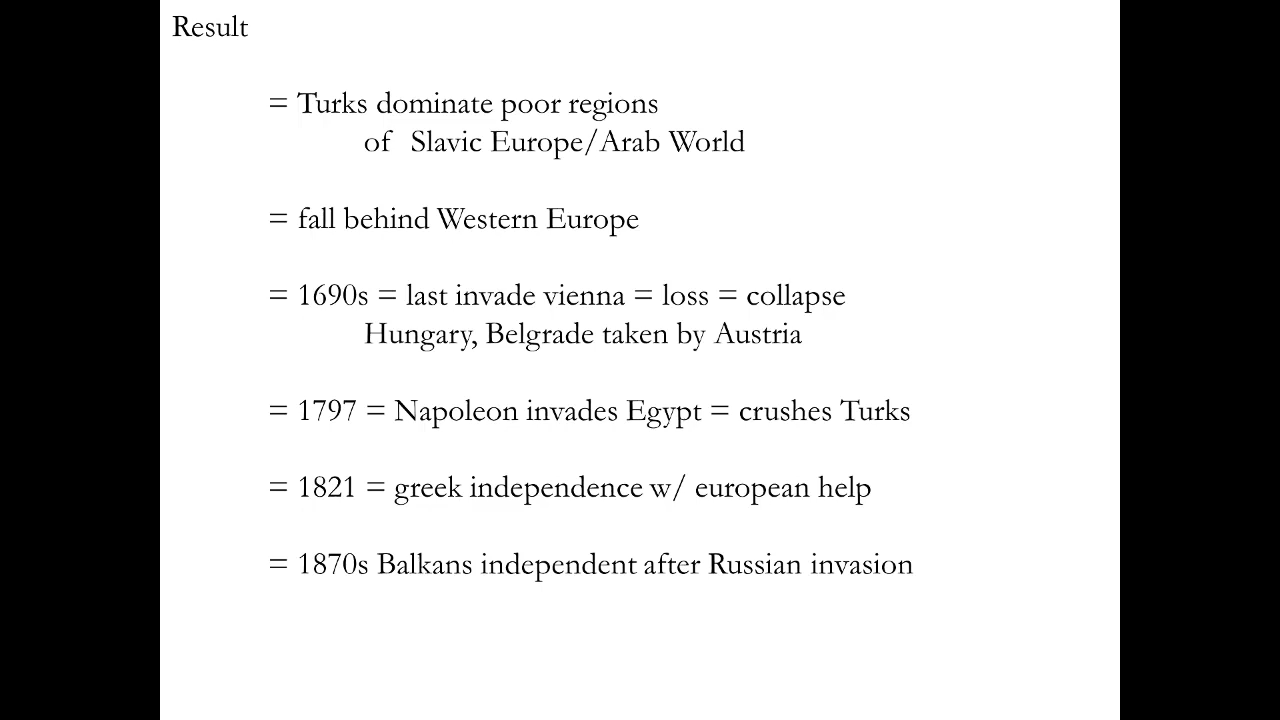 Result
= Turks dominate poor regions
of Slavic Europe/Arab World
= fall behind Western Europe
= 1690s = last invade vienna = loss = collapse
Hungary, Belgrade taken by Austria
= 1797 = Napoleon invades Egypt = crushes Turks
= 1821 = greek independence w/ european help
= 1870s Balkans independent after Russian invasion